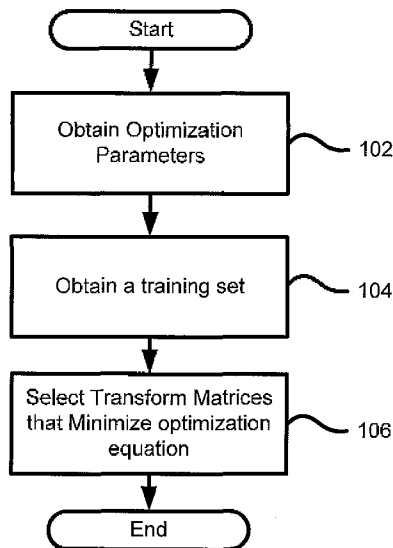 Start
Obtain Optimization
Parameters
102
Obtain a training set
104
Select Transform Matrices
that Minimize optimization
equation
106
End